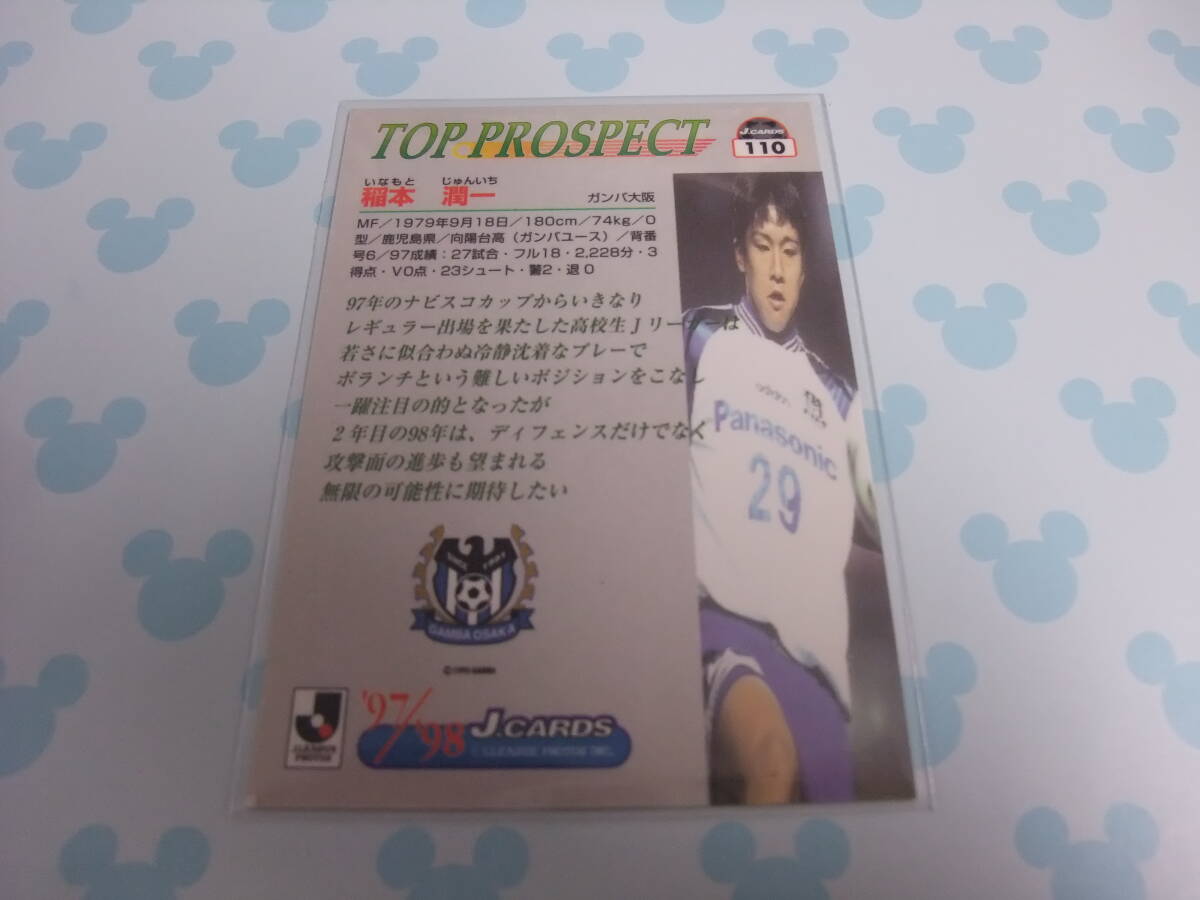 TOP PROSPECT
J.CARDS
110
いなもと じゅんいち
稲本 潤一
ガンバ大阪
MF／1979年9月18日／180cm／74kg／O
型／鹿児島県／向陽台高（ガンバユース）／背番
号6／97成績：27試合・フル18・2,228分・3
得点・V0点・23シュート・警2・退0
97年のナビスコカップからいきなり
レギュラー出場を果たした高校生Jリーガーは
若さに似合わぬ冷静沈着なプレーで
ボランチという難しいポジションをこなし
一躍注目の的となったが
2年目の98年は、ディフェンスだけでなく
攻撃面の進歩も望まれる
無限の可能性に期待したい
Panasonic
29
GAMBA OSAKA
J.LEAGUE
PHOTOS
'97/'98 J.CARDS
J.LEAGUE PHOTOS INC.